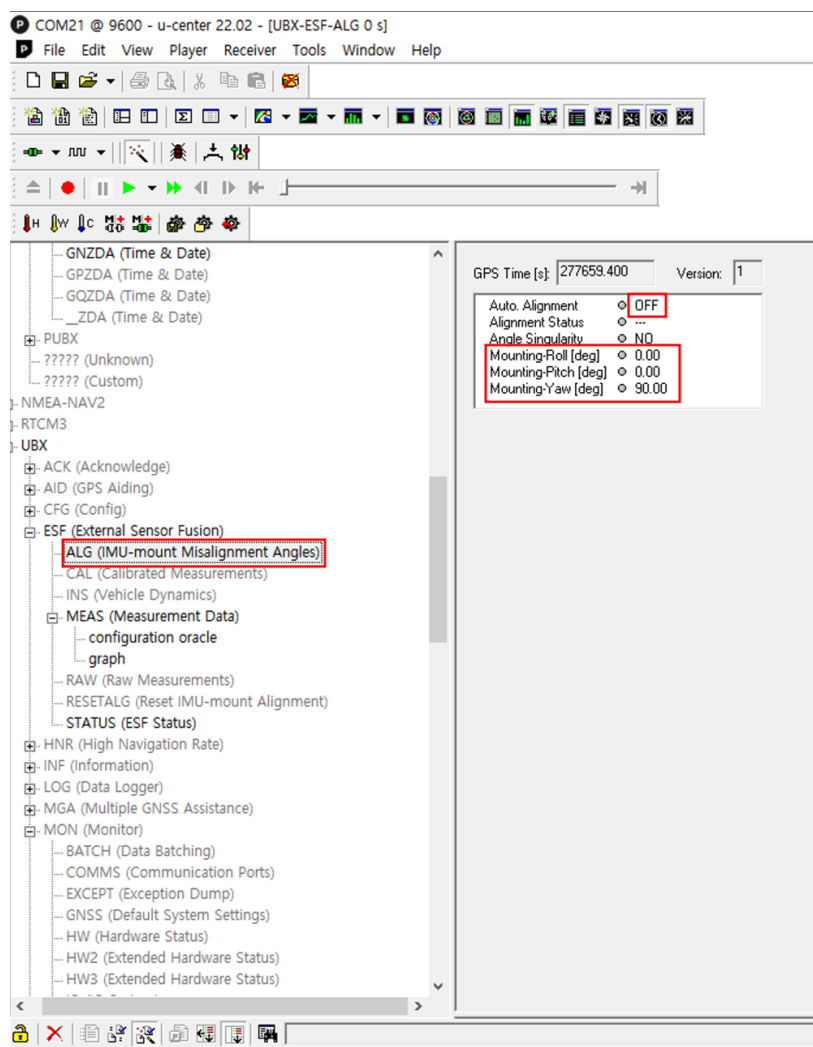 COM21 @ 9600 - u-center 22.02 - [UBX-ESF-ALG 0 s]
File Edit View Player Receiver Tools Window Help
H W C
GNZDA (Time & Date)
GPZDA (Time & Date)
GQZDA (Time & Date)
__ZDA (Time & Date)
PUBX
????? (Unknown)
????? (Custom)
NMEA-NAV2
RTCM3
UBX
ACK (Acknowledge)
AID (GPS Aiding)
CFG (Config)
ESF (External Sensor Fusion)
ALG (IMU-mount Misalignment Angles)
CAL (Calibrated Measurements)
INS (Vehicle Dynamics)
MEAS (Measurement Data)
configuration oracle
graph
RAW (Raw Measurements)
RESETALG (Reset IMU-mount Alignment)
STATUS (ESF Status)
HNR (High Navigation Rate)
INF (Information)
LOG (Data Logger)
MGA (Multiple GNSS Assistance)
MON (Monitor)
BATCH (Data Batching)
COMMS (Communication Ports)
EXCEPT (Exception Dump)
GNSS (Default System Settings)
HW (Hardware Status)
HW2 (Extended Hardware Status)
HW3 (Extended Hardware Status)
GPS Time [s]: 277659.400 Version: 1
Auto. Alignment OFF
Alignment Status ---
Angle Singularity NO
Mounting-Roll [deg] 0.00
Mounting-Pitch [deg] 0.00
Mounting-Yaw [deg] 90.00